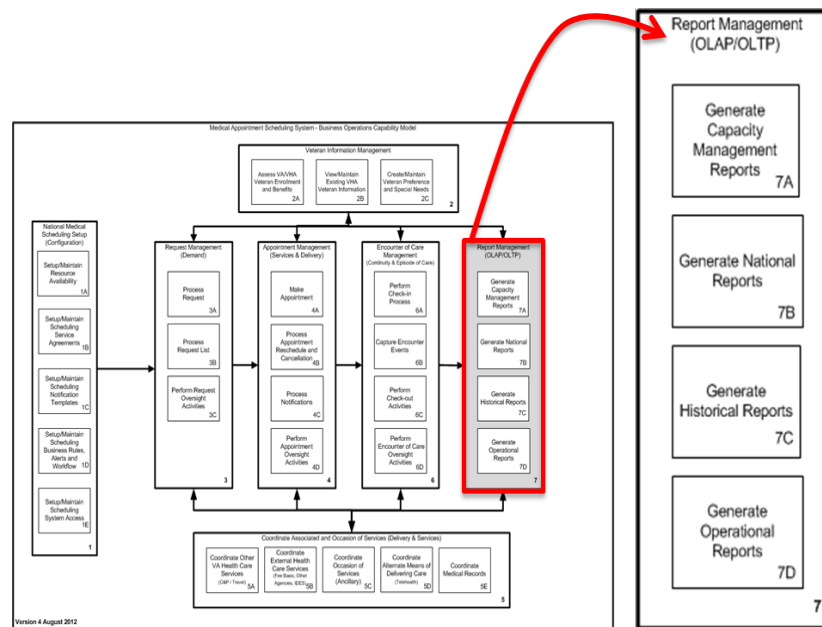 Medical Appointment Scheduling System - Business Operations Capability Model
Veteran Information Management
Assess VA/VHA
Veteran Enrollment
and Benefits
2A
View/Maintain
Existing VHA
Veteran Information
2B
Create/Maintain
Veteran Preference
and Special Needs
2C
2
National Medical
Scheduling Setup
(Configuration)
Setup/Maintain
Resource
Availability
1A
Setup/Maintain
Scheduling
Service
Agreements
1B
Setup/Maintain
Scheduling
Notification
Templates
1C
Setup/Maintain
Scheduling
Business Rules,
Alerts and
Workflow
1D
Setup/Maintain
Scheduling
System Access
1E
1
Request Management
(Demand)
Process
Request
3A
Process
Request List
3B
Perform Request
Oversight
Activities
3C
3
Appointment Management
(Services & Delivery)
Make
Appointment
4A
Process
Appointment
Reschedule and
Cancellation
4B
Process
Notifications
4C
Perform
Appointment
Oversight
Activities
4D
4
Encounter of Care
Management
(Continuity & Episode of Care)
Perform
Check-in
Process
6A
Capture Encounter
Events
6B
Perform
Check-out
Activities
6C
Perform
Encounter of Care
Oversight
Activities
6D
6
Report Management
(OLAP/OLTP)
Generate
Capacity
Management
Reports
7A
Generate National
Reports
7B
Generate
Historical Reports
7C
Generate
Operational
Reports
7D
7
Coordinate Associated and Occasion of Services (Delivery & Services)
Coordinate Other
VA Health Care
Services
(C&P / Travel)
5A
Coordinate
External Health
Care Services
(Fee Basis, Other
Agencies, IDES)
5B
Coordinate
Occasion of
Services
(Ancillary)
5C
Coordinate
Alternate Means of
Delivering Care
(Telehealth)
5D
Coordinate
Medical Records
5E
5
Version 4 August 2012
Report Management
(OLAP/OLTP)
Generate
Capacity
Management
Reports
7A
Generate National
Reports
7B
Generate
Historical Reports
7C
Generate
Operational
Reports
7D
7